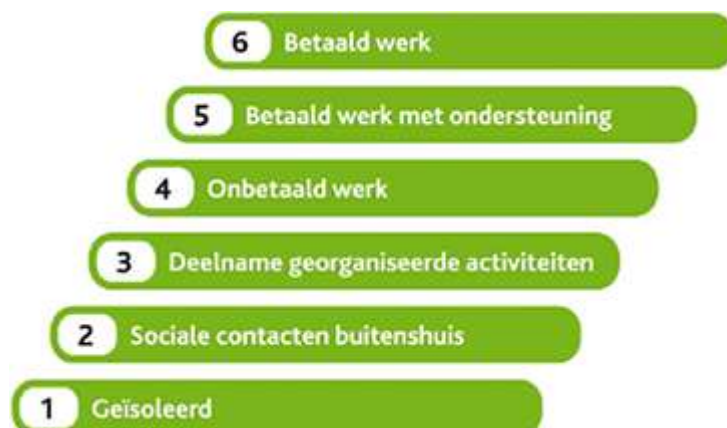 6 Betaald werk
5 Betaald werk met ondersteuning
4 Onbetaald werk
3 Deelname georganiseerde activiteiten
2 Sociale contacten buitenshuis
1 Geïsoleerd